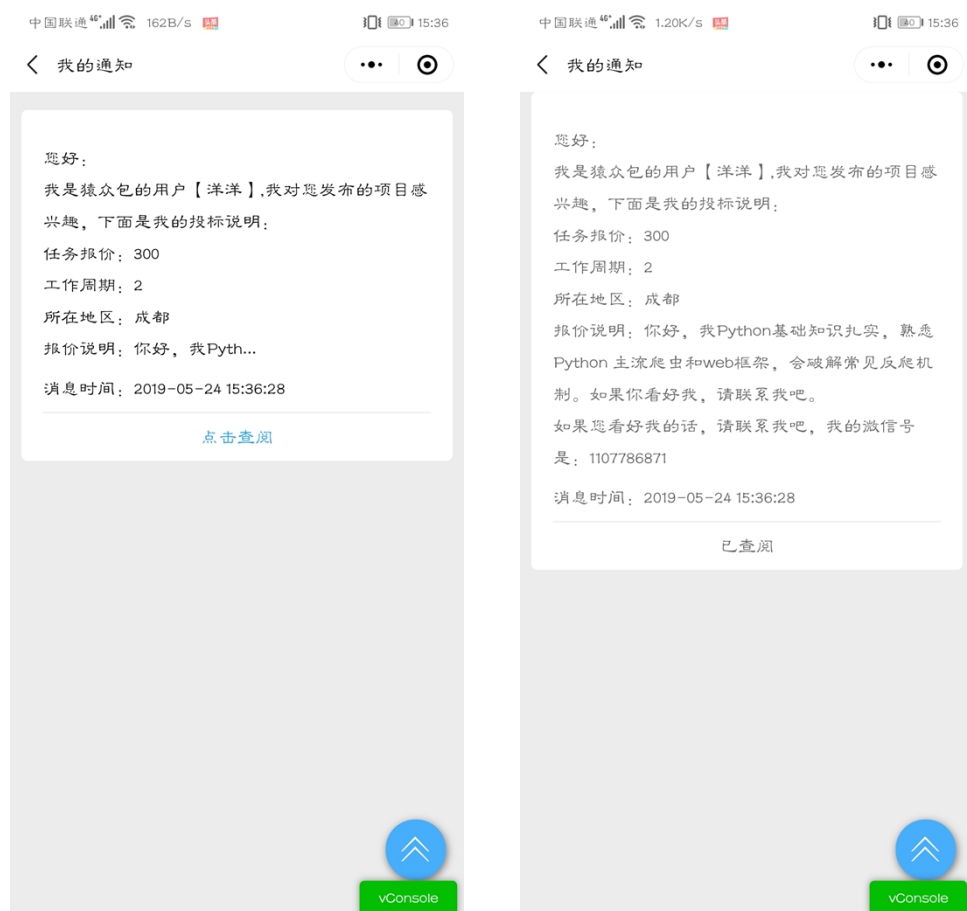 中国联通 4G 162B/s 头条 40 15:36
我的通知
您好：
我是猿众包的用户【洋洋】,我对您发布的项目感
兴趣，下面是我的投标说明：
任务报价：300
工作周期：2
所在地区：成都
报价说明：你好，我Pyth...
消息时间：2019-05-24 15:36:28
点击查阅
vConsole
中国联通 4G 1.20K/s 头条 40 15:36
我的通知
您好：
我是猿众包的用户【洋洋】,我对您发布的项目感
兴趣，下面是我的投标说明：
任务报价：300
工作周期：2
所在地区：成都
报价说明：你好，我Python基础知识扎实，熟悉
Python 主流爬虫和web框架，会破解常见反爬机
制。如果你看好我，请联系我吧。
如果您看好我的话，请联系我吧，我的微信号
是：1107786871
消息时间：2019-05-24 15:36:28
已查阅
vConsole